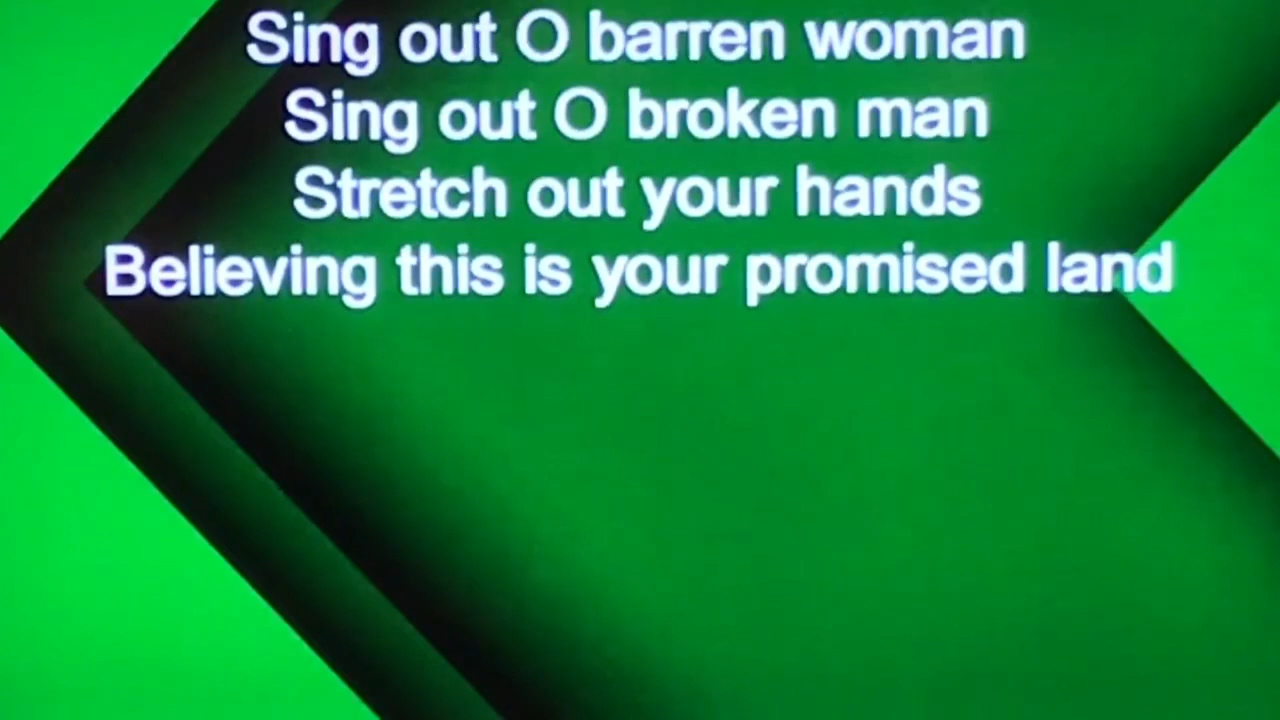 Sing out O barren woman
Sing out O broken man
Stretch out your hands
Believing this is your promised land